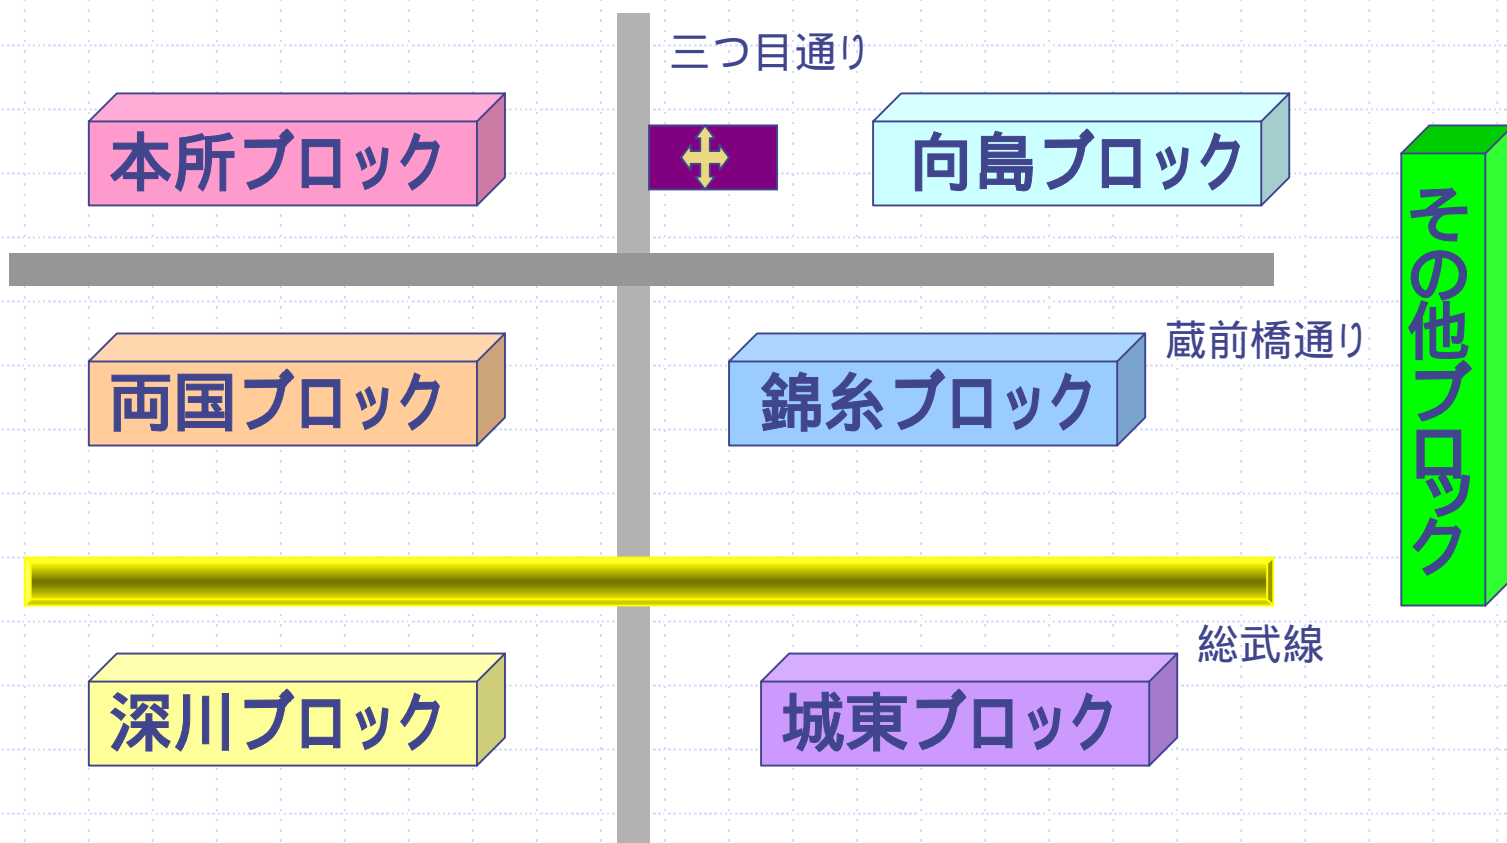 三つ目通り
本所ブロック
向島ブロック
その他ブロック
蔵前橋通り
両国ブロック
錦糸ブロック
総武線
深川ブロック
城東ブロック